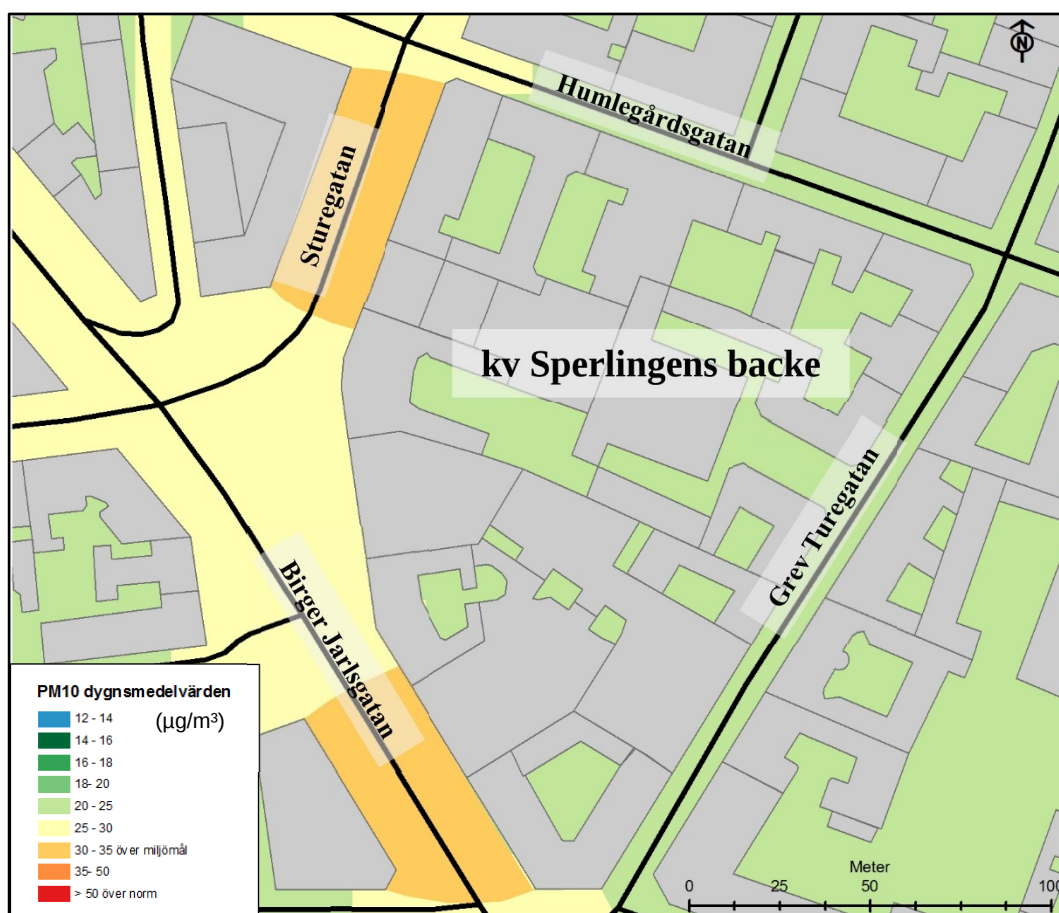 N
Humlegårdsgatan
Sturegatan
kv Sperlingens backe
Grev Turegatan
Birger Jarlsgatan
PM10 dygnsmedelvärden
(µg/m³)
12 - 14
14 - 16
16 - 18
18- 20
20 - 25
25 - 30
30 - 35 över miljömål
35- 50
> 50 över norm
Meter
0 25 50 100